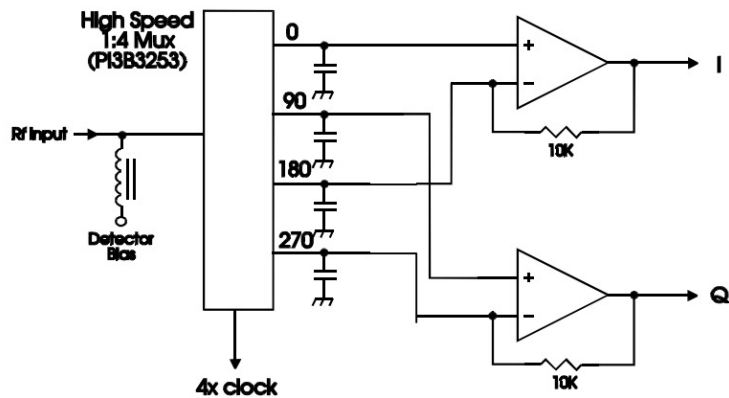 High Speed
1:4 Mux
(PI3B3253)
0
90
180
270
Rf Input
Detector
Bias
4x clock
+
-
10K
I
+
-
10K
Q